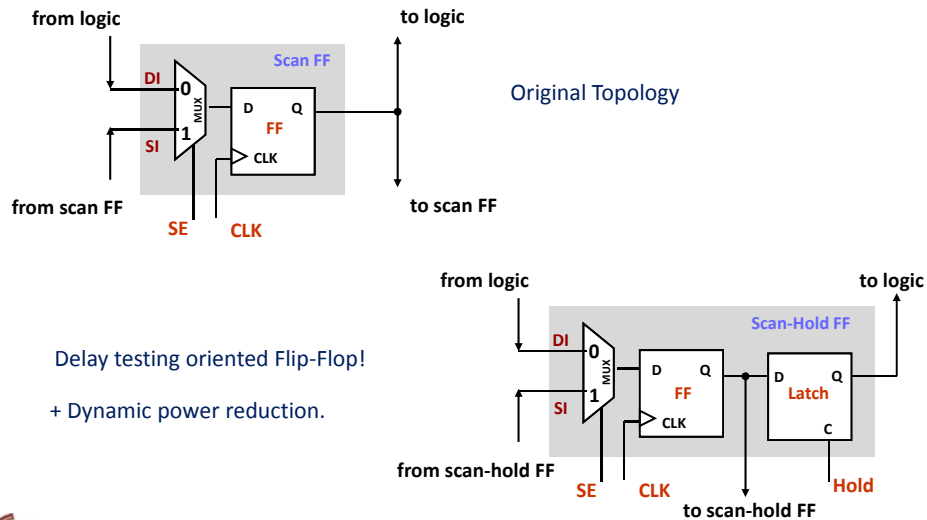 from logic
to logic
Scan FF
DI
0
MUX
D
Q
FF
1
SI
CLK
from scan FF
to scan FF
SE
CLK
Original Topology
from logic
to logic
Scan-Hold FF
DI
0
MUX
D
Q
FF
D
Q
Latch
1
SI
CLK
C
from scan-hold FF
SE
CLK
Hold
to scan-hold FF
Delay testing oriented Flip-Flop!
+ Dynamic power reduction.